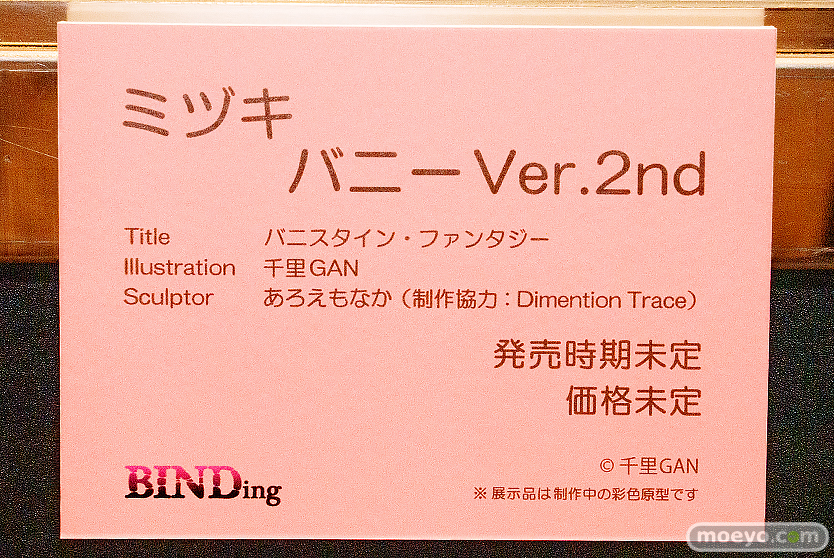 ミヅキ
バニーVer.2nd
Title バニスタイン・ファンタジー
Illustration 千里GAN
Sculptor あろえもなか（制作協力：Dimention Trace）
発売時期未定
価格未定
© 千里GAN
BINDing
※ 展示品は制作中の彩色原型です
moeyo.com